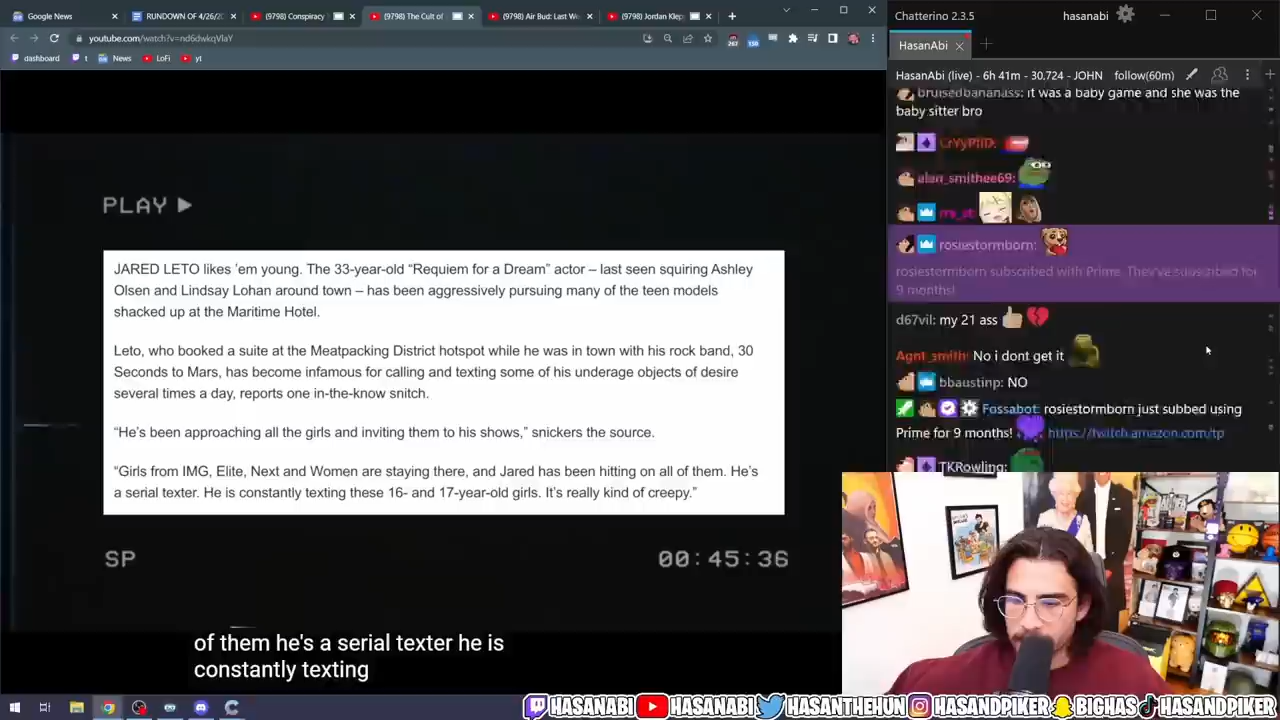 Google News
RUNDOWN OF 4/26/20
(9798) Conspiracy
(9798) The Cult of
(9798) Air Bud: Last W
(9798) Jordan Klep
youtube.com/watch?v=nd6dwkqVlaY
dashboard
t
News
LoFi
yt
PLAY
JARED LETO likes 'em young. The 33-year-old “Requiem for a Dream” actor – last seen squiring Ashley
Olsen and Lindsay Lohan around town – has been aggressively pursuing many of the teen models
shacked up at the Maritime Hotel.
Leto, who booked a suite at the Meatpacking District hotspot while he was in town with his rock band, 30
Seconds to Mars, has become infamous for calling and texting some of his underage objects of desire
several times a day, reports one in-the-know snitch.
“He’s been approaching all the girls and inviting them to his shows,” snickers the source.
“Girls from IMG, Elite, Next and Women are staying there, and Jared has been hitting on all of them. He’s
a serial texter. He is constantly texting these 16- and 17-year-old girls. It’s really kind of creepy.”
SP
00:45:36
of them he's a serial texter he is
constantly texting
Chatterino 2.3.5
hasanabi
HasanAbi
HasanAbi (live) - 6h 41m - 30,724 - JOHN
follow(60m)
bruisedbananass: it was a baby game and she was the
baby sitter bro
CrYyPtiD:
alan_smithee69:
rosiestormborn:
rosiestormborn subscribed with Prime. They've subscribed for
9 months!
d67vil: my 21 ass
Agnt_smith: No i dont get it
bbaustinp: NO
Fossabot: rosiestormborn just subbed using
Prime for 9 months! https://twitch.amazon.com/tp
TKRowling:
HASANABI
HASANABI
HASANTHEHUN
HASANDPIKER
BIGHAS
HASANDPIKER